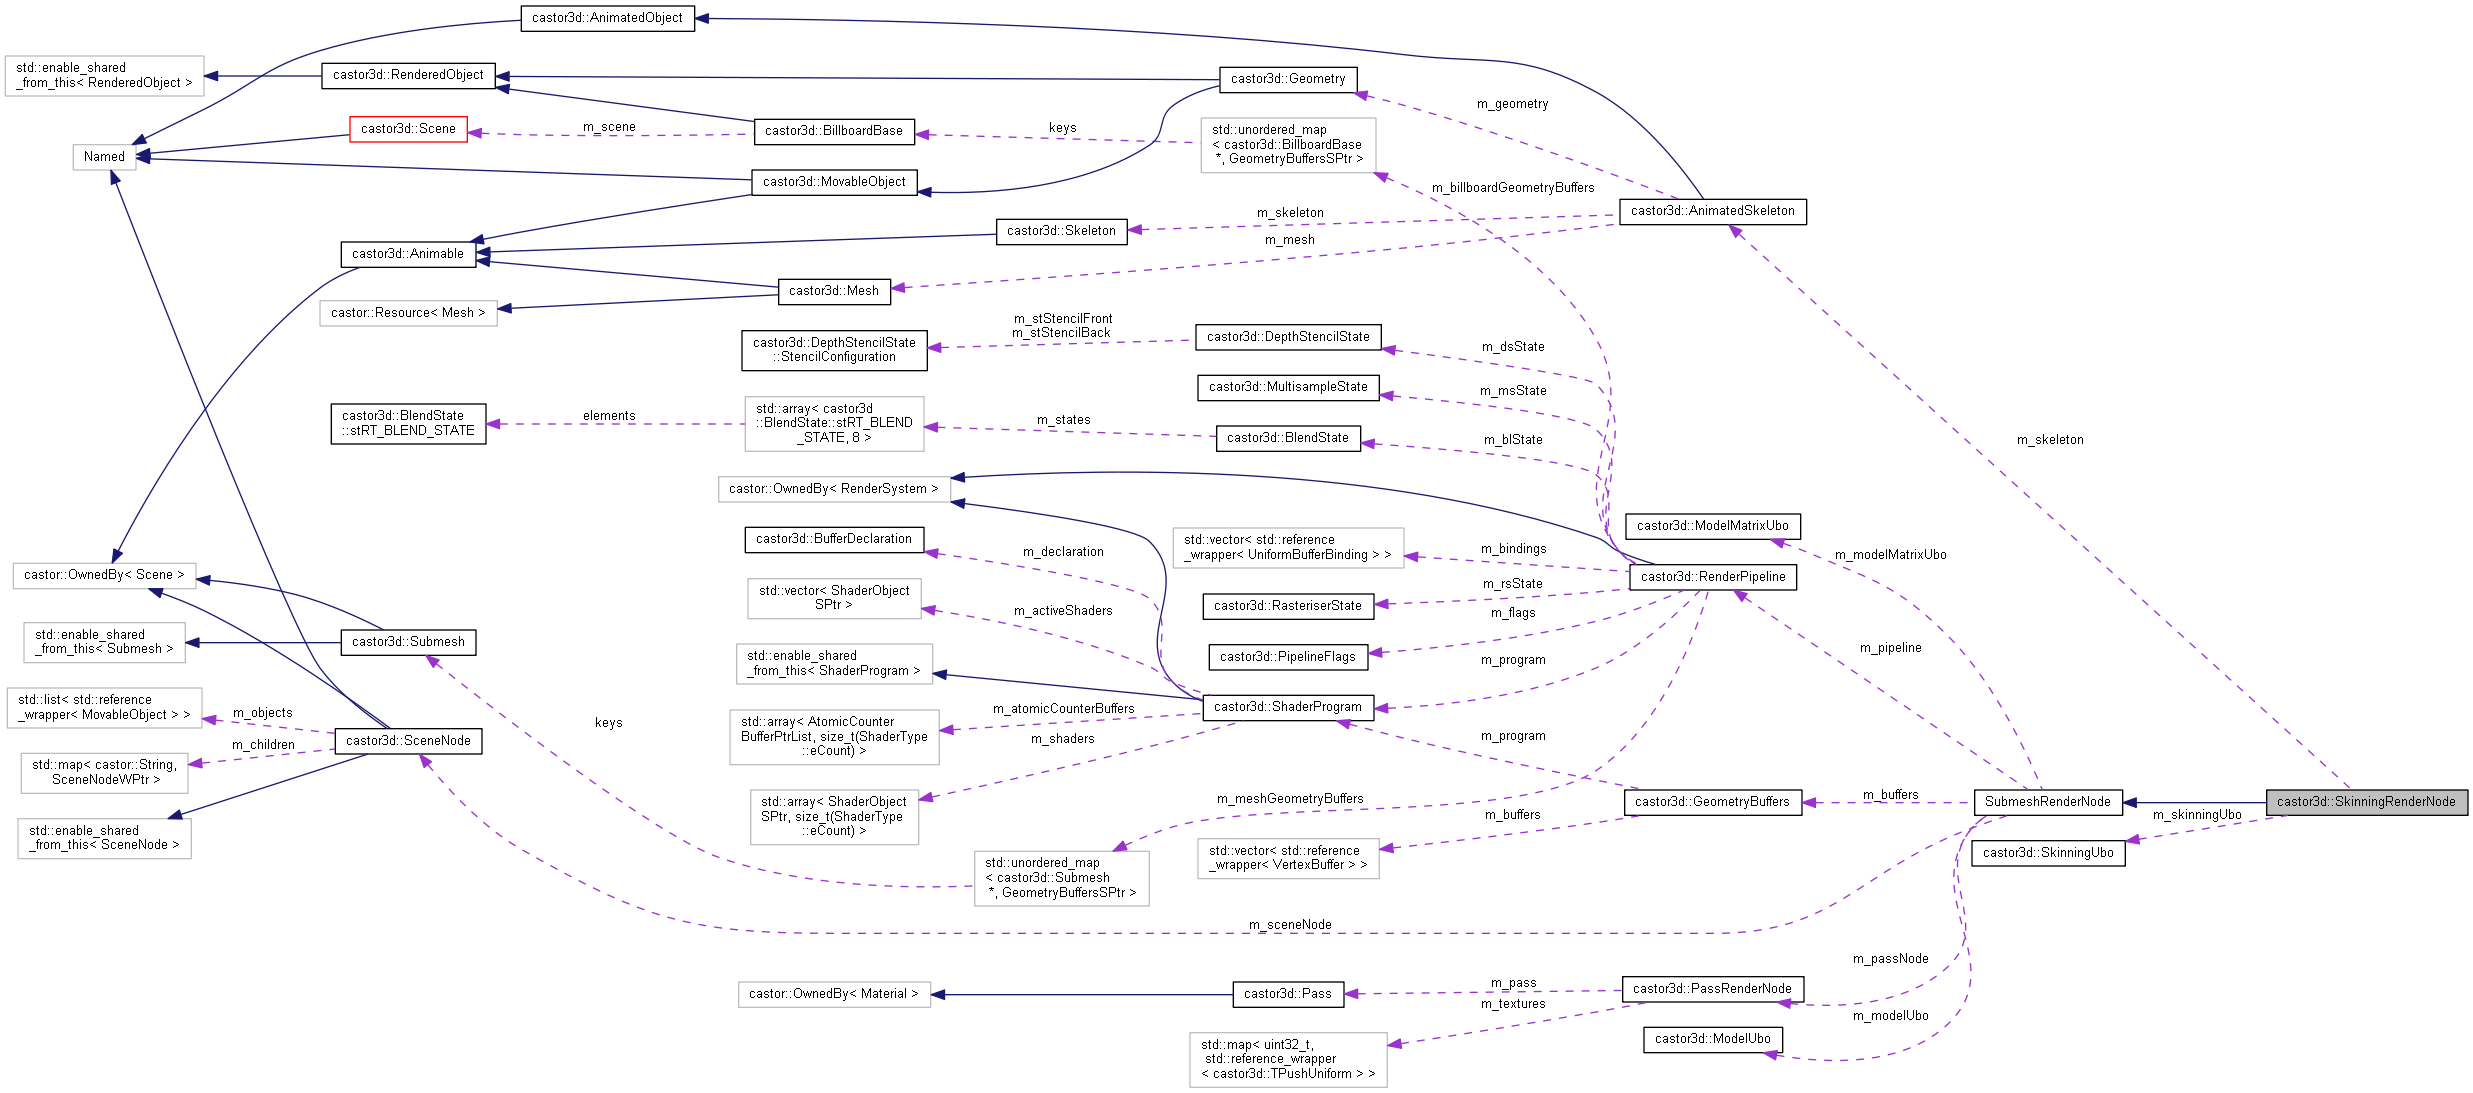 castor3d::AnimatedObject
std::enable_shared
_from_this< RenderedObject >
castor3d::RenderedObject
castor3d::Geometry
m_geometry
castor3d::Scene
m_scene
castor3d::BillboardBase
keys
std::unordered_map
< castor3d::BillboardBase
*, GeometryBuffersSPtr >
Named
castor3d::MovableObject
m_billboardGeometryBuffers
castor3d::AnimatedSkeleton
m_skeleton
castor3d::Skeleton
m_mesh
castor3d::Animable
castor3d::Mesh
castor::Resource< Mesh >
m_stStencilFront
m_stStencilBack
castor3d::DepthStencilState
::StencilConfiguration
castor3d::DepthStencilState
m_dsState
castor3d::MultisampleState
m_msState
castor3d::BlendState
::stRT_BLEND_STATE
elements
std::array< castor3d
::BlendState::stRT_BLEND
_STATE, 8 >
m_states
castor3d::BlendState
m_blState
m_skeleton
castor::OwnedBy< RenderSystem >
castor3d::ModelMatrixUbo
castor3d::BufferDeclaration
m_declaration
std::vector< std::reference
_wrapper< UniformBufferBinding > >
m_bindings
m_modelMatrixUbo
castor::OwnedBy< Scene >
castor3d::RenderPipeline
m_rsState
std::vector< ShaderObject
SPtr >
m_activeShaders
castor3d::RasteriserState
m_flags
std::enable_shared
_from_this< Submesh >
castor3d::Submesh
std::enable_shared
_from_this< ShaderProgram >
castor3d::PipelineFlags
m_program
m_pipeline
std::list< std::reference
_wrapper< MovableObject > >
m_objects
castor3d::SceneNode
m_children
keys
std::array< AtomicCounter
BufferPtrList, size_t(ShaderType
::eCount) >
m_atomicCounterBuffers
m_shaders
castor3d::ShaderProgram
m_program
std::map< castor::String,
SceneNodeWPtr >
std::array< ShaderObject
SPtr, size_t(ShaderType
::eCount) >
m_meshGeometryBuffers
castor3d::GeometryBuffers
m_buffers
SubmeshRenderNode
castor3d::SkinningRenderNode
m_skinningUbo
m_buffers
std::enable_shared
_from_this< SceneNode >
std::unordered_map
< castor3d::Submesh
*, GeometryBuffersSPtr >
std::vector< std::reference
_wrapper< VertexBuffer > >
castor3d::SkinningUbo
m_sceneNode
m_passNode
castor::OwnedBy< Material >
castor3d::Pass
m_pass
castor3d::PassRenderNode
m_textures
m_modelUbo
std::map< uint32_t,
std::reference_wrapper
< castor3d::TPushUniform > >
castor3d::ModelUbo